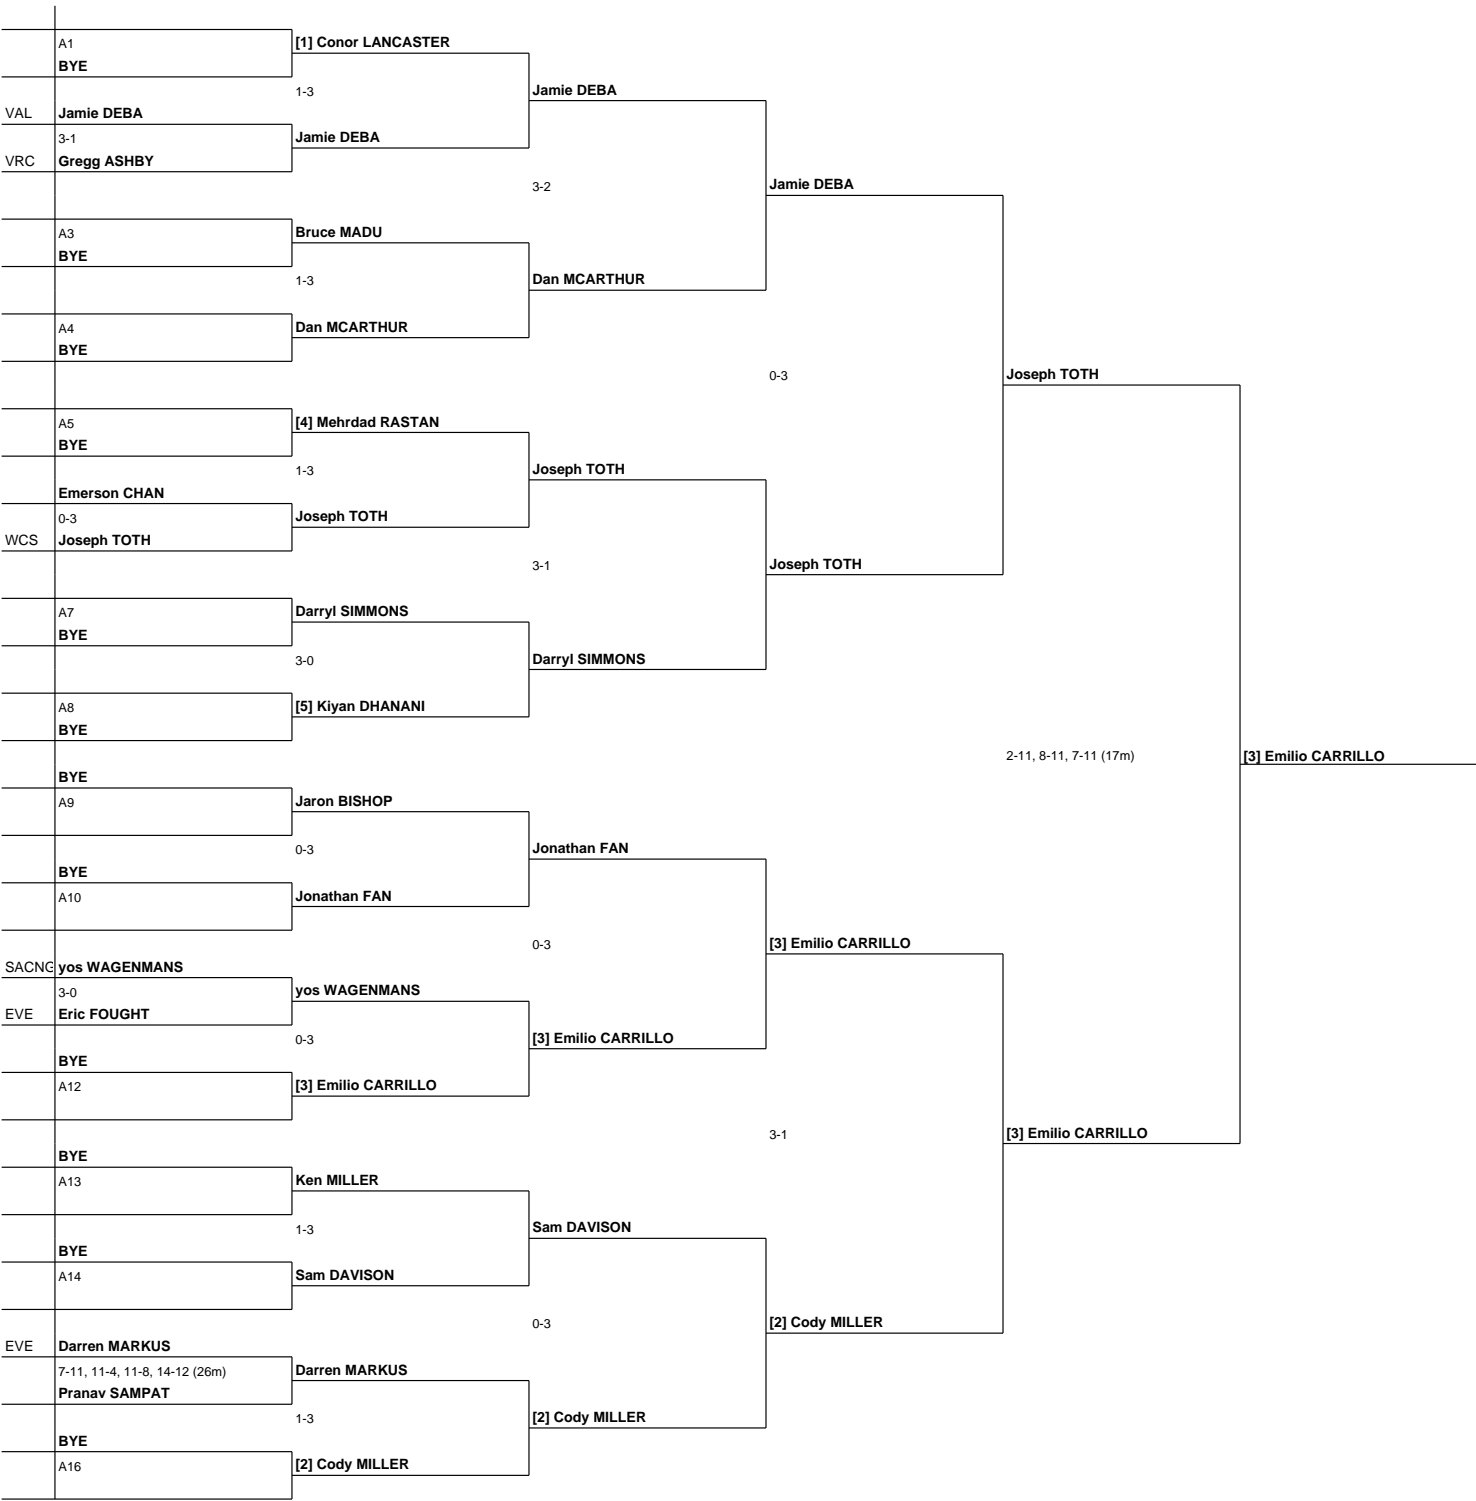 A1
[1] Conor LANCASTER
BYE
1-3
Jamie DEBA
VAL Jamie DEBA
3-1
Jamie DEBA
VRC Gregg ASHBY
3-2
Jamie DEBA
A3
Bruce MADU
BYE
1-3
Dan MCARTHUR
A4
Dan MCARTHUR
BYE
0-3
Joseph TOTH
A5
[4] Mehrdad RASTAN
BYE
1-3
Joseph TOTH
Emerson CHAN
0-3
Joseph TOTH
WCS Joseph TOTH
3-1
Joseph TOTH
A7
Darryl SIMMONS
BYE
3-0
Darryl SIMMONS
A8
[5] Kiyan DHANANI
BYE
2-11, 8-11, 7-11 (17m)
[3] Emilio CARRILLO
BYE
A9
Jaron BISHOP
0-3
Jonathan FAN
BYE
A10
Jonathan FAN
0-3
[3] Emilio CARRILLO
SACNG yos WAGENMANS
3-0
yos WAGENMANS
EVE Eric FOUGHT
0-3
[3] Emilio CARRILLO
BYE
A12
[3] Emilio CARRILLO
3-1
[3] Emilio CARRILLO
BYE
A13
Ken MILLER
1-3
Sam DAVISON
BYE
A14
Sam DAVISON
0-3
[2] Cody MILLER
EVE Darren MARKUS
7-11, 11-4, 11-8, 14-12 (26m)
Darren MARKUS
Pranav SAMPAT
1-3
[2] Cody MILLER
BYE
A16
[2] Cody MILLER